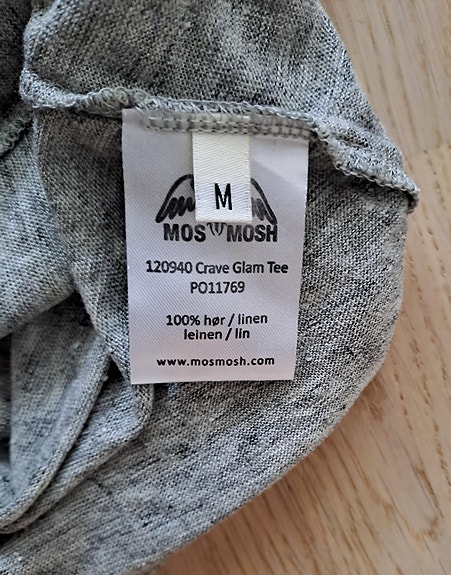 M
MOS MOSH
120940 Crave Glam Tee
PO11769
100% hør / linen
leinen / lin
www.mosmosh.com